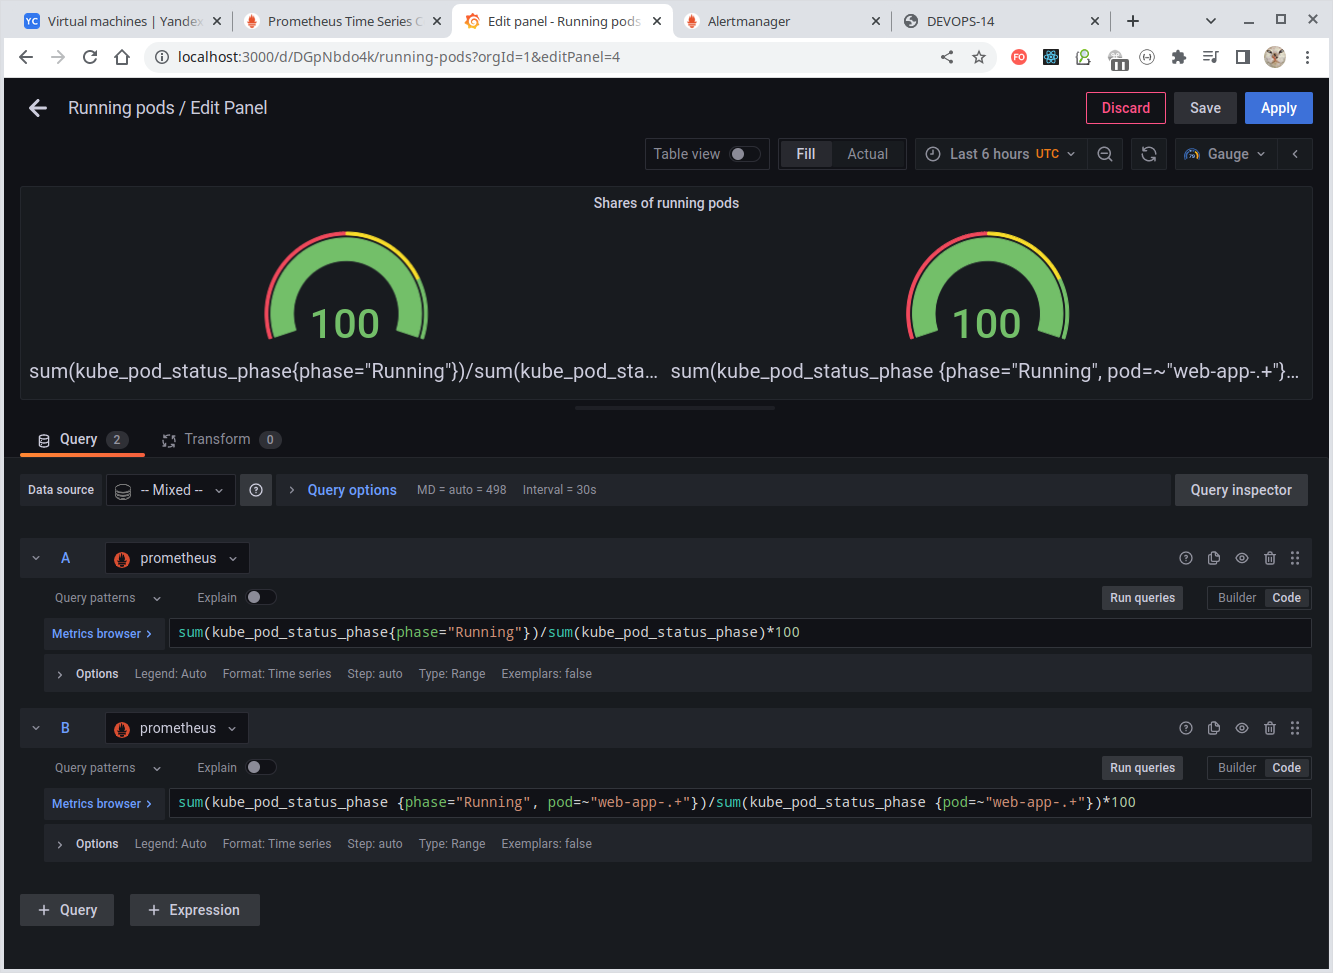 Virtual machines | Yandex
Prometheus Time Series C
Edit panel - Running pods
Alertmanager
DEVOPS-14
localhost:3000/d/DGpNbdo4k/running-pods?orgId=1&editPanel=4
Running pods / Edit Panel
Discard
Save
Apply
Table view
Fill
Actual
Last 6 hours UTC
Gauge
Shares of running pods
100
100
sum(kube_pod_status_phase{phase="Running"})/sum(kube_pod_sta...
sum(kube_pod_status_phase {phase="Running", pod=~"web-app-.+"}...
Query 2
Transform 0
Data source
-- Mixed --
Query options
MD = auto = 498
Interval = 30s
Query inspector
A
prometheus
Query patterns
Explain
Run queries
Builder
Code
Metrics browser >
sum(kube_pod_status_phase{phase="Running"})/sum(kube_pod_status_phase)*100
> Options
Legend: Auto
Format: Time series
Step: auto
Type: Range
Exemplars: false
B
prometheus
Query patterns
Explain
Run queries
Builder
Code
Metrics browser >
sum(kube_pod_status_phase {phase="Running", pod=~"web-app-.+"})/sum(kube_pod_status_phase {pod=~"web-app-.+"})*100
> Options
Legend: Auto
Format: Time series
Step: auto
Type: Range
Exemplars: false
+ Query
+ Expression